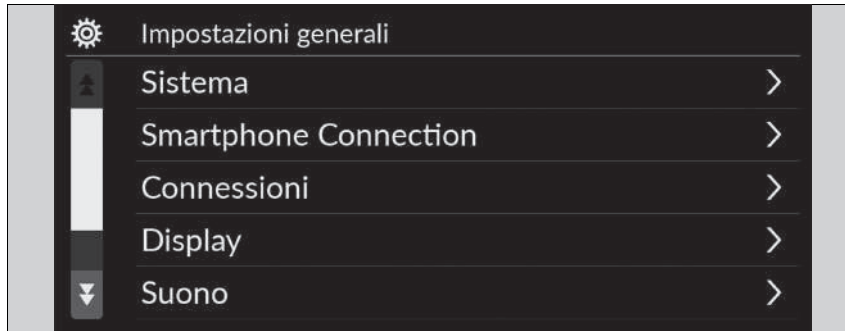 Impostazioni generali
Sistema
Smartphone Connection
Connessioni
Display
Suono